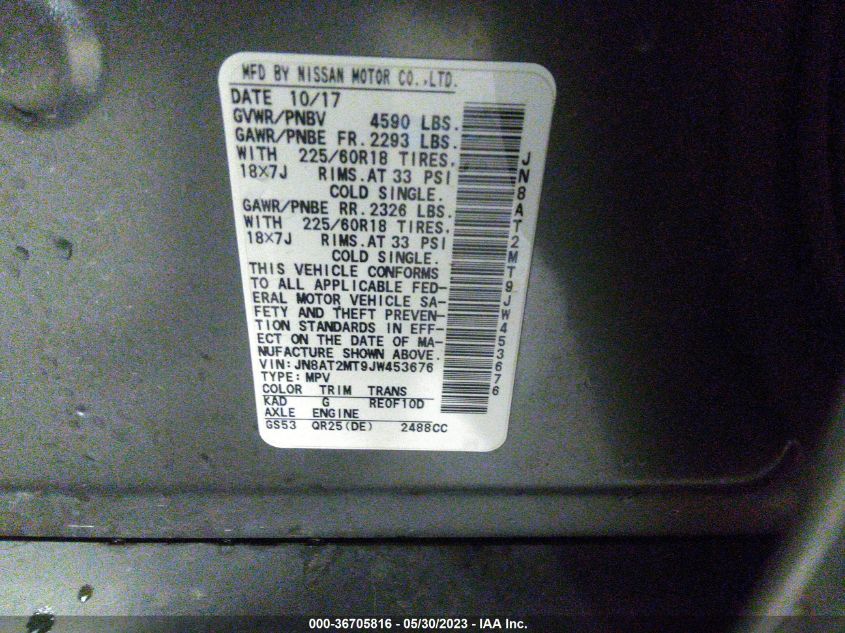 MFD BY NISSAN MOTOR CO.,LTD.
DATE 10/17
GVWR/PNBV 4590 LBS.
GAWR/PNBE FR. 2293 LBS.
WITH 225/60R18 TIRES,
18X7J RIMS. AT 33 PSI
COLD SINGLE.
GAWR/PNBE RR. 2326 LBS.
WITH 225/60R18 TIRES,
18X7J RIMS. AT 33 PSI
COLD SINGLE.
THIS VEHICLE CONFORMS
TO ALL APPLICABLE FED-
ERAL MOTOR VEHICLE SA-
FETY AND THEFT PREVEN-
TION STANDARDS IN EFF-
ECT ON THE DATE OF MA-
NUFACTURE SHOWN ABOVE.
VIN:JN8AT2MT9JW453676
TYPE:MPV
COLOR TRIM TRANS
KAD G RE0F10D
AXLE ENGINE
GS53 QR25(DE) 2488CC
JN8AT2MT9JW453676
000-36705816 - 05/30/2023 - IAA Inc.